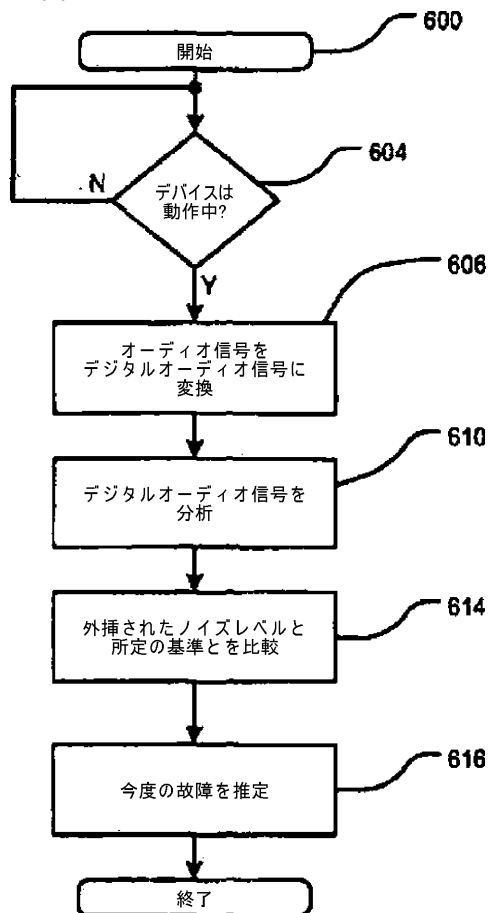 600
開始
604
N
デバイスは
動作中?
Y
606
オーディオ信号を
デジタルオーディオ信号に
変換
610
デジタルオーディオ信号を
分析
614
外挿されたノイズレベルと
所定の基準とを比較
616
今度の故障を推定
終了